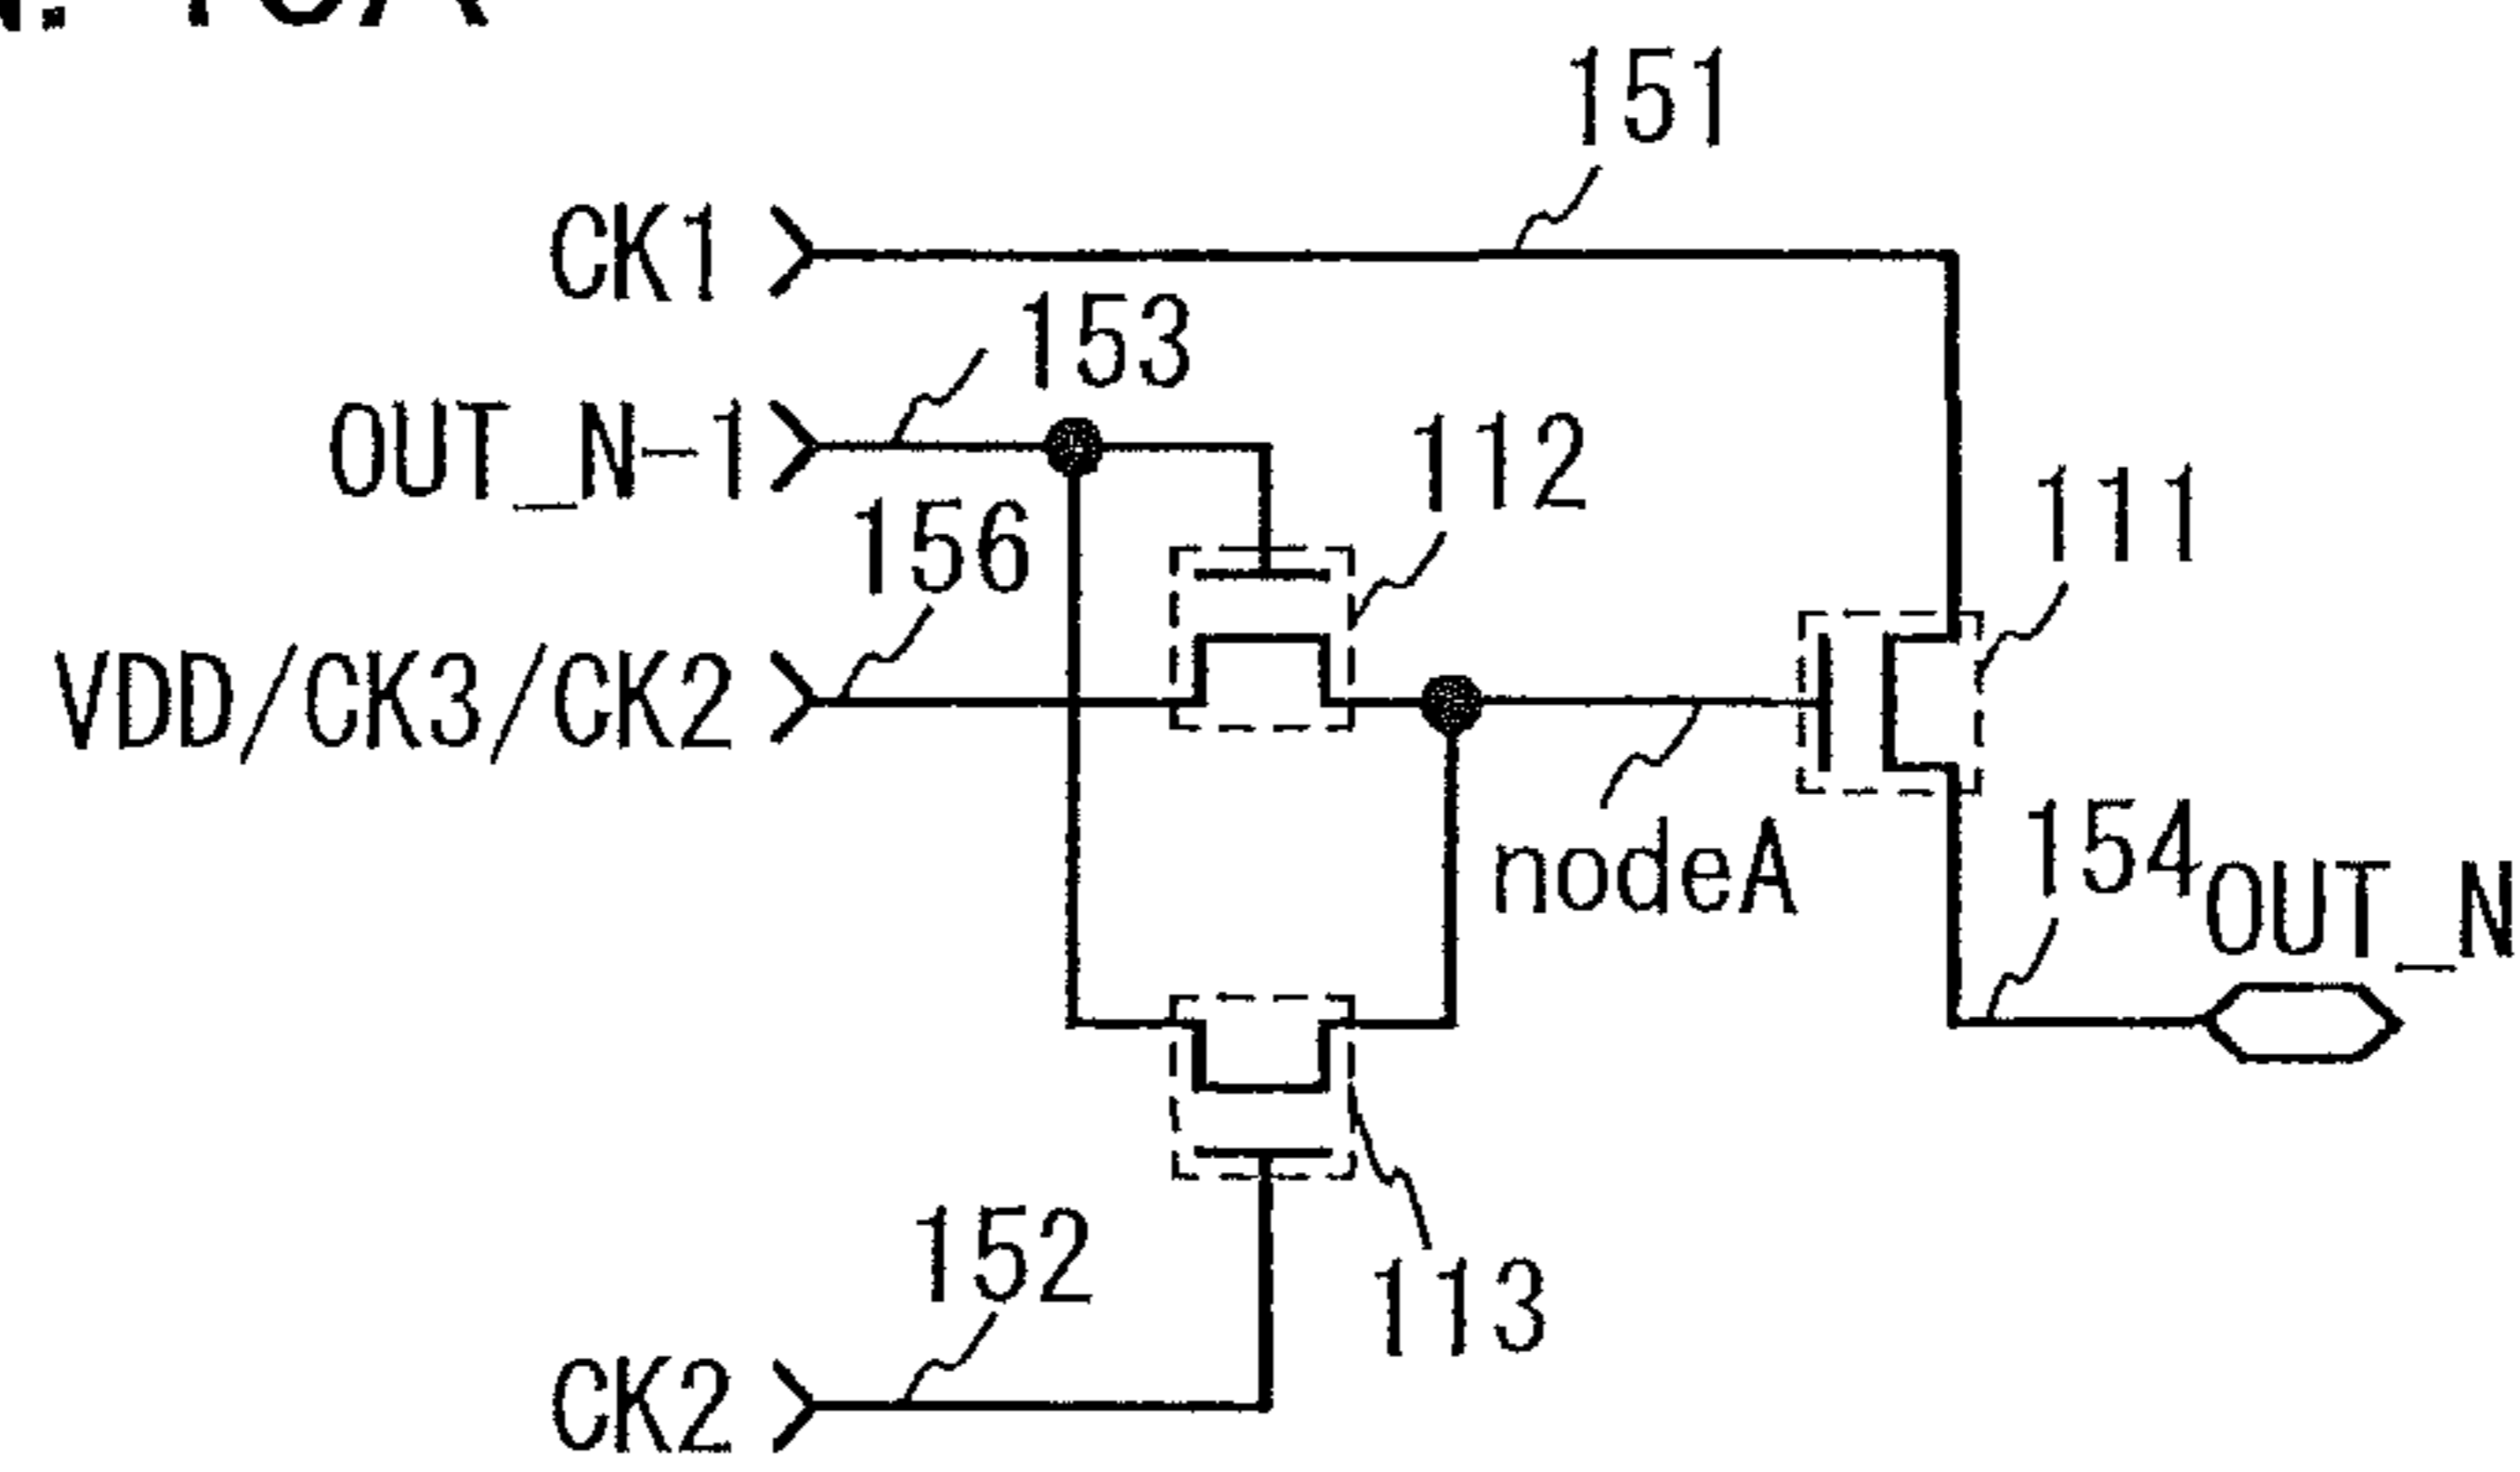 151
CK1
153
OUT_N-1
112
111
156
VDD/CK3/CK2
nodeA
154
OUT_N
152
113
CK2